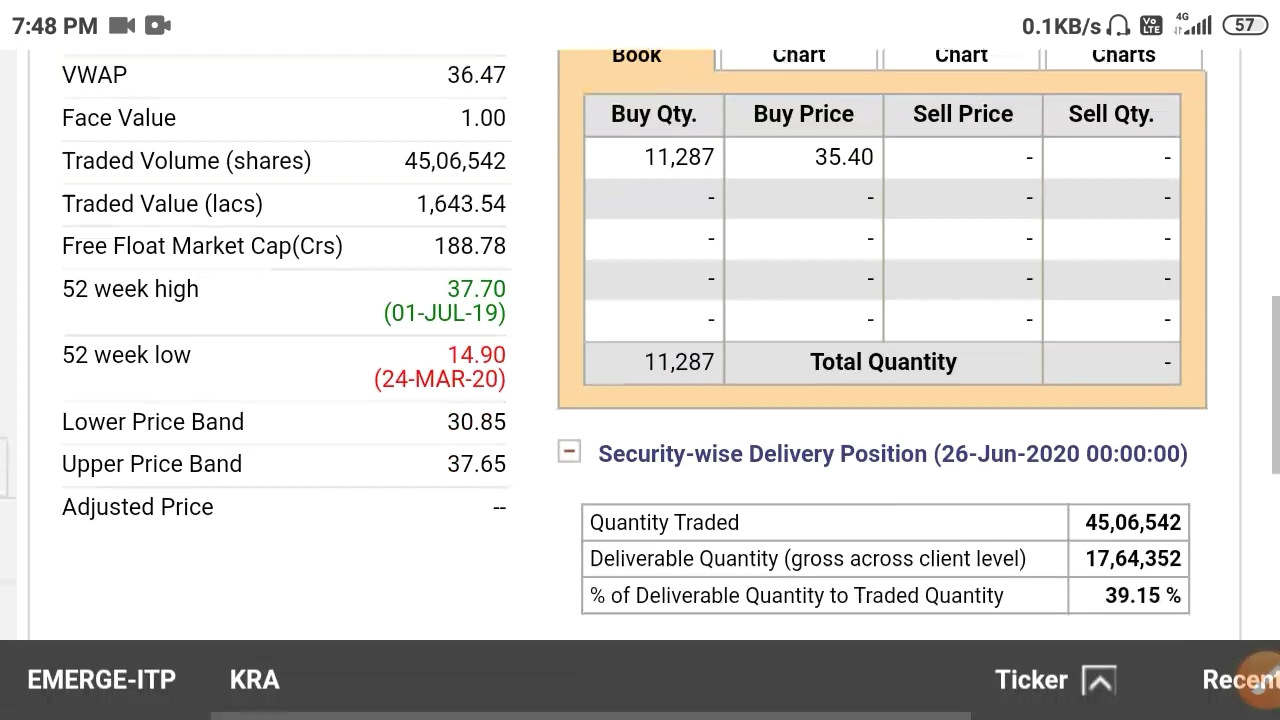 7:48 PM 0.1KB/s Vo LTE 4G 57
VWAP 36.47
Face Value 1.00
Traded Volume (shares) 45,06,542
Traded Value (lacs) 1,643.54
Free Float Market Cap(Crs) 188.78
52 week high 37.70
(01-JUL-19)
52 week low 14.90
(24-MAR-20)
Lower Price Band 30.85
Upper Price Band 37.65
Adjusted Price --
Book Chart Chart Charts
Buy Qty. Buy Price Sell Price Sell Qty.
11,287 35.40 - -
- - - -
- - - -
- - - -
- - - -
11,287 Total Quantity -
Security-wise Delivery Position (26-Jun-2020 00:00:00)
Quantity Traded 45,06,542
Deliverable Quantity (gross across client level) 17,64,352
% of Deliverable Quantity to Traded Quantity 39.15 %
EMERGE-ITP KRA Ticker Recent